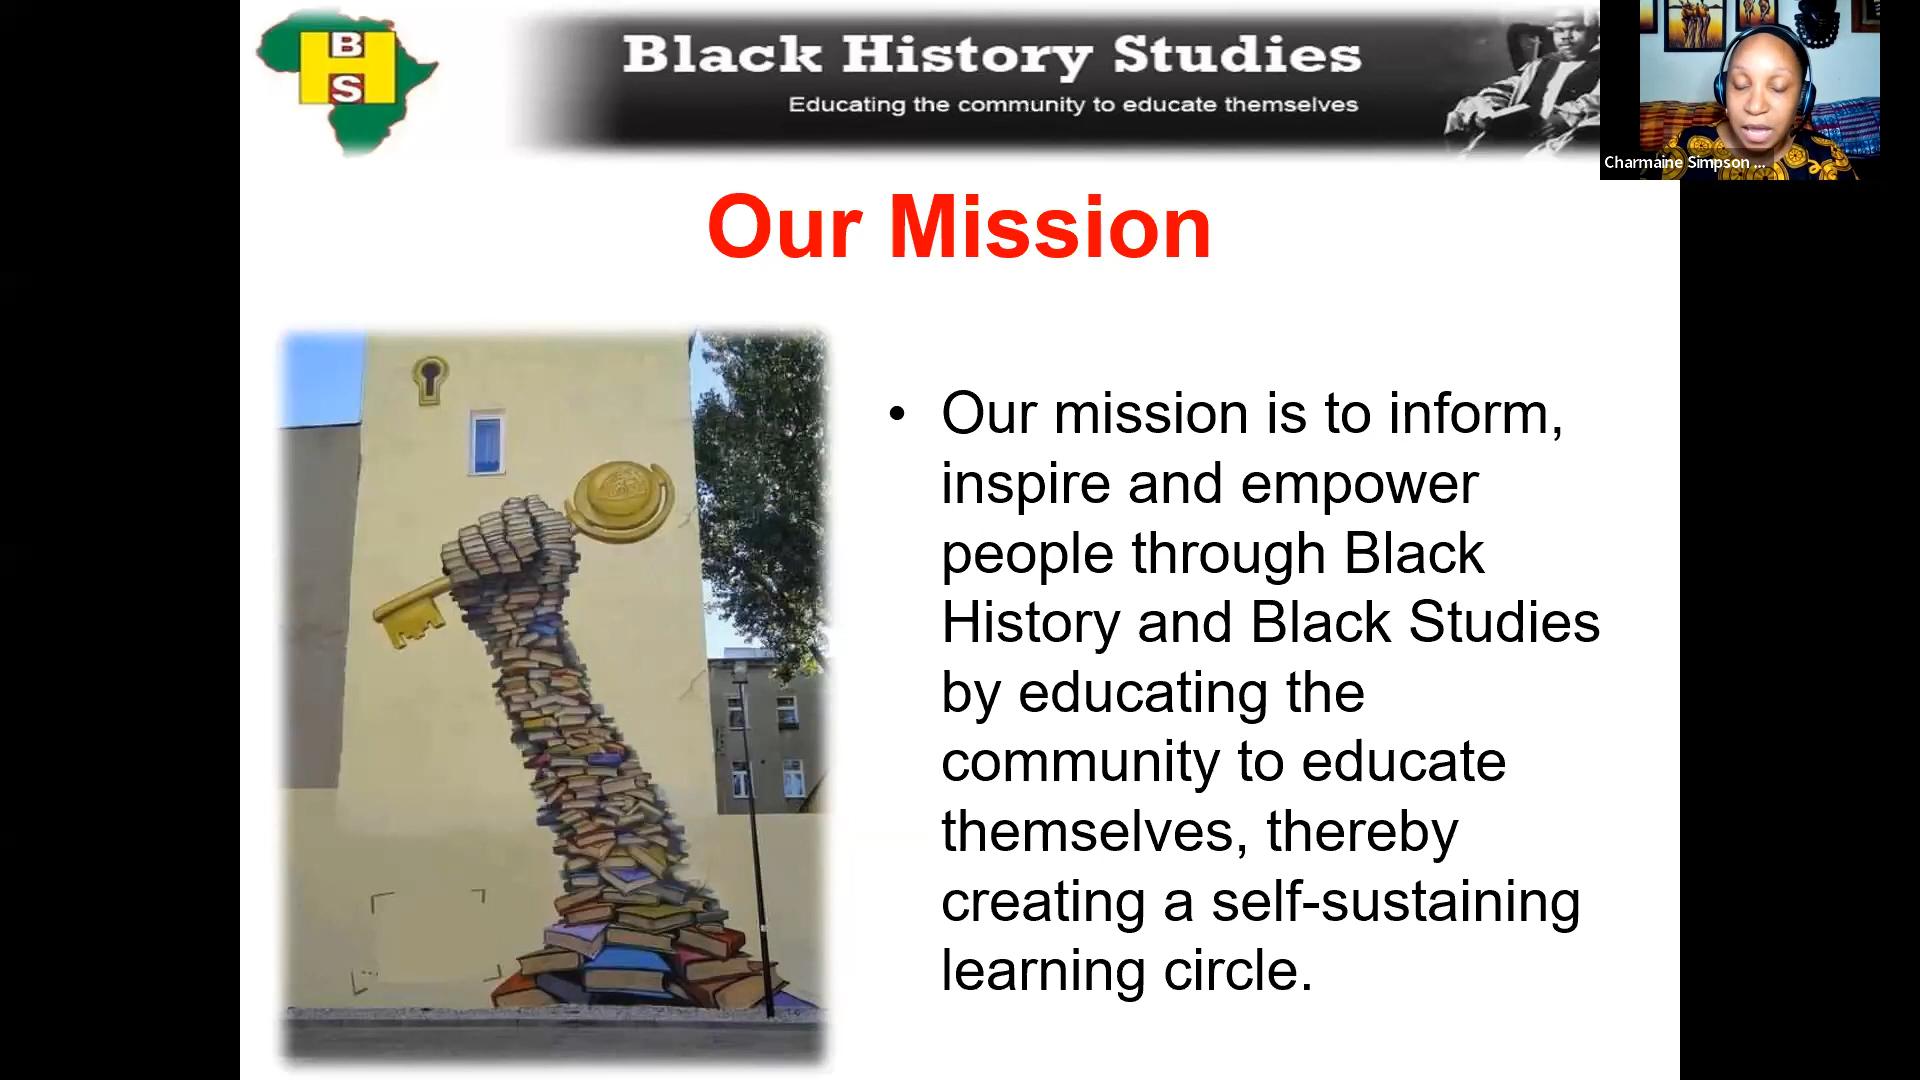 B
H
S
Black History Studies
Educating the community to educate themselves
Charmaine Simpson ...
Our Mission
• Our mission is to inform,
inspire and empower
people through Black
History and Black Studies
by educating the
community to educate
themselves, thereby
creating a self-sustaining
learning circle.